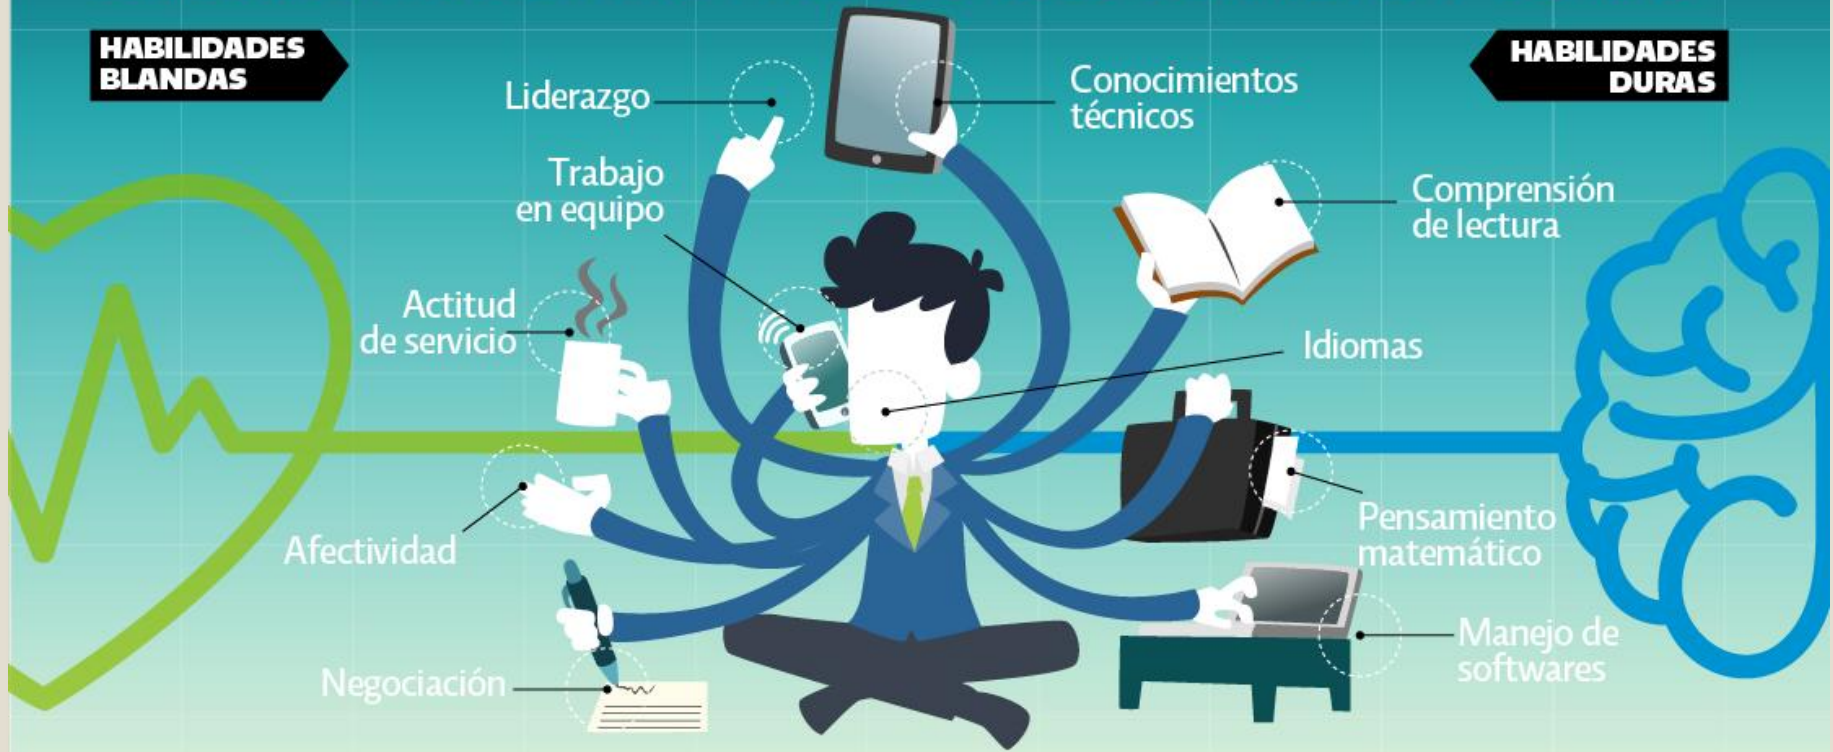 HABILIDADES
BLANDAS
Liderazgo
Trabajo
en equipo
Actitud
de servicio
Afectividad
Negociación
HABILIDADES
DURAS
Conocimientos
técnicos
Comprensión
de lectura
Idiomas
Pensamiento
matemático
Manejo de
softwares